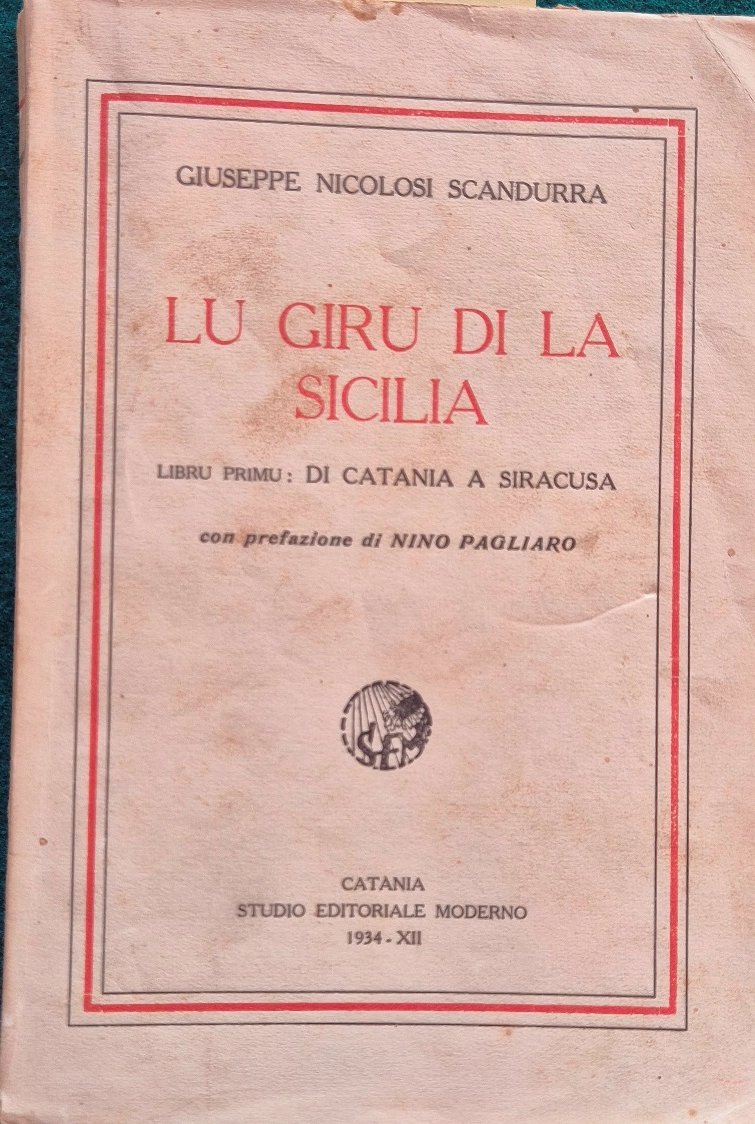 GIUSEPPE NICOLOSI SCANDURRA
LU GIRU DI LA
SICILIA
LIBRU PRIMU: DI CATANIA A SIRACUSA
con prefazione di NINO PAGLIARO
SEM
CATANIA
STUDIO EDITORIALE MODERNO
1934-XII